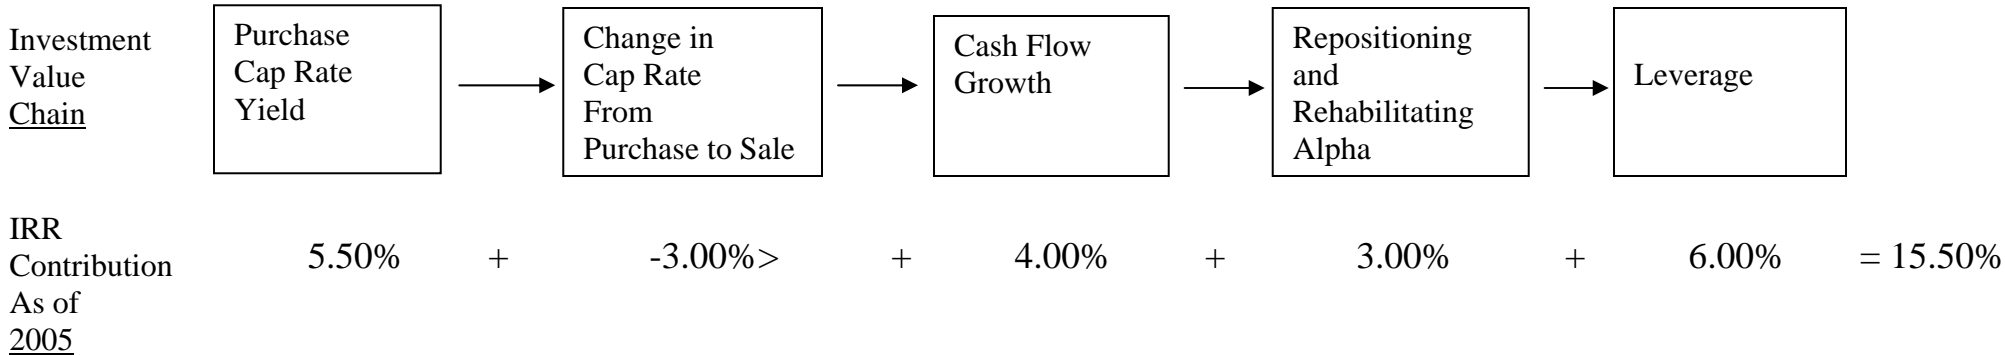 Investment
Value
Chain
Purchase
Cap Rate
Yield
Change in
Cap Rate
From
Purchase to Sale
Cash Flow
Growth
Repositioning
and
Rehabilitating
Alpha
Leverage
IRR
Contribution
As of
2005
5.50% + -3.00%> + 4.00% + 3.00% + 6.00% = 15.50%